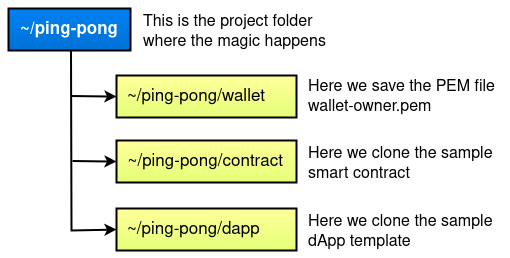 ~/ping-pong
This is the project folder
where the magic happens
~/ping-pong/wallet
Here we save the PEM file
wallet-owner.pem
~/ping-pong/contract
Here we clone the sample
smart contract
~/ping-pong/dapp
Here we clone the sample
dApp template